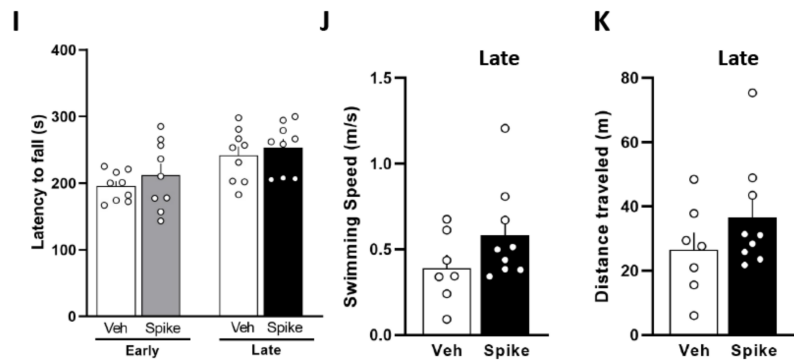 I
Latency to fall (s)
400
300
200
100
0
Veh Spike Veh Spike
Early Late
J
Late
Swimming Speed (m/s)
1.5
1.0
0.5
0.0
Veh Spike
K
Late
Distance traveled (m)
80
60
40
20
0
Veh Spike